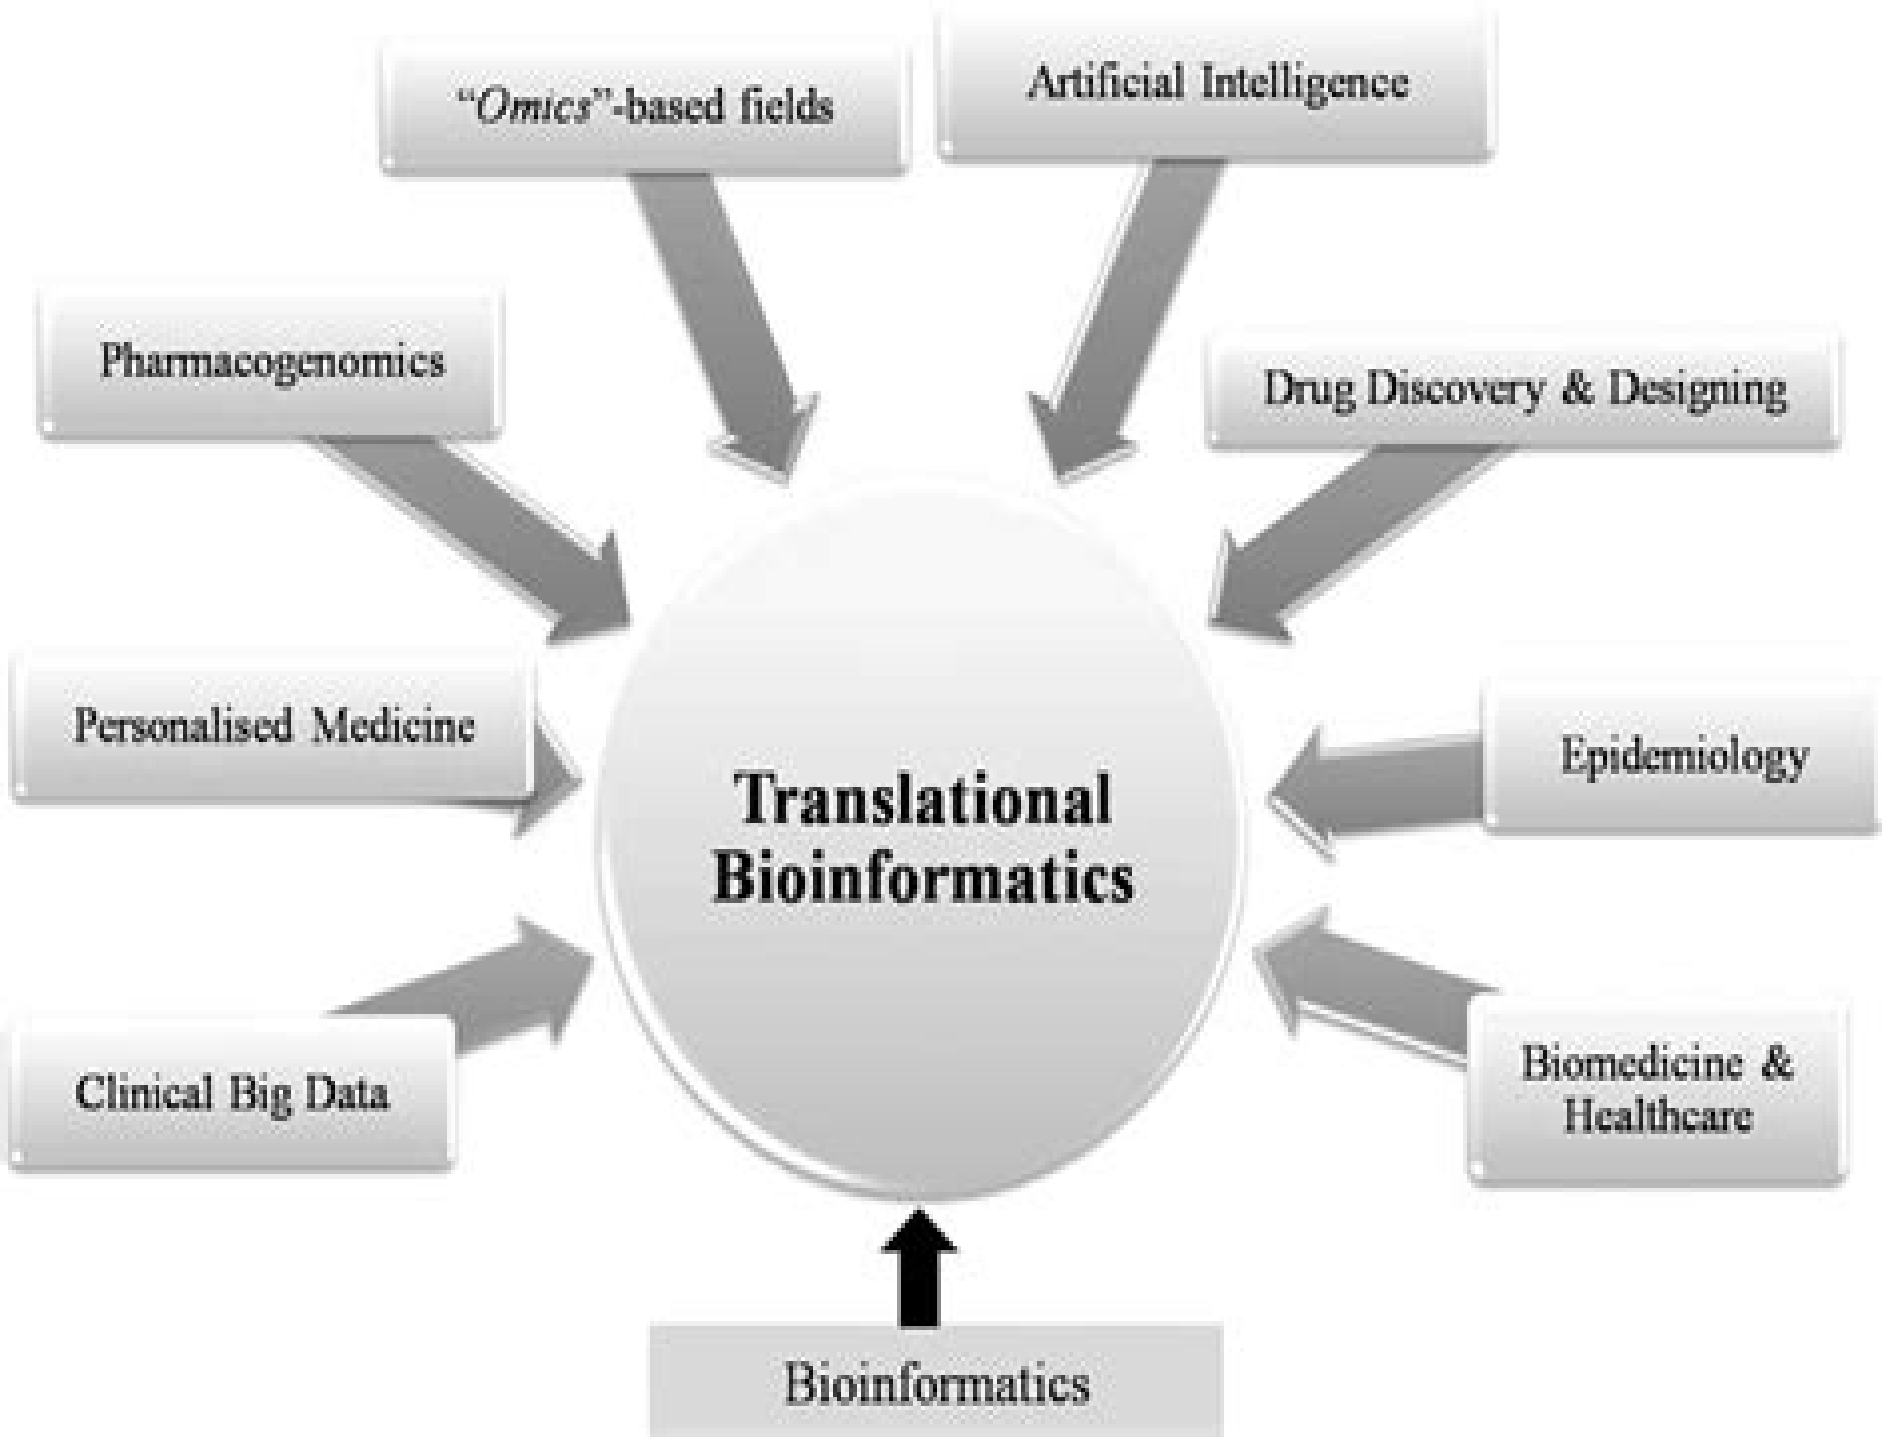 “Omics”-based fields
Artificial Intelligence
Pharmacogenomics
Drug Discovery & Designing
Personalised Medicine
Epidemiology
Translational
Bioinformatics
Clinical Big Data
Biomedicine &
Healthcare
Bioinformatics